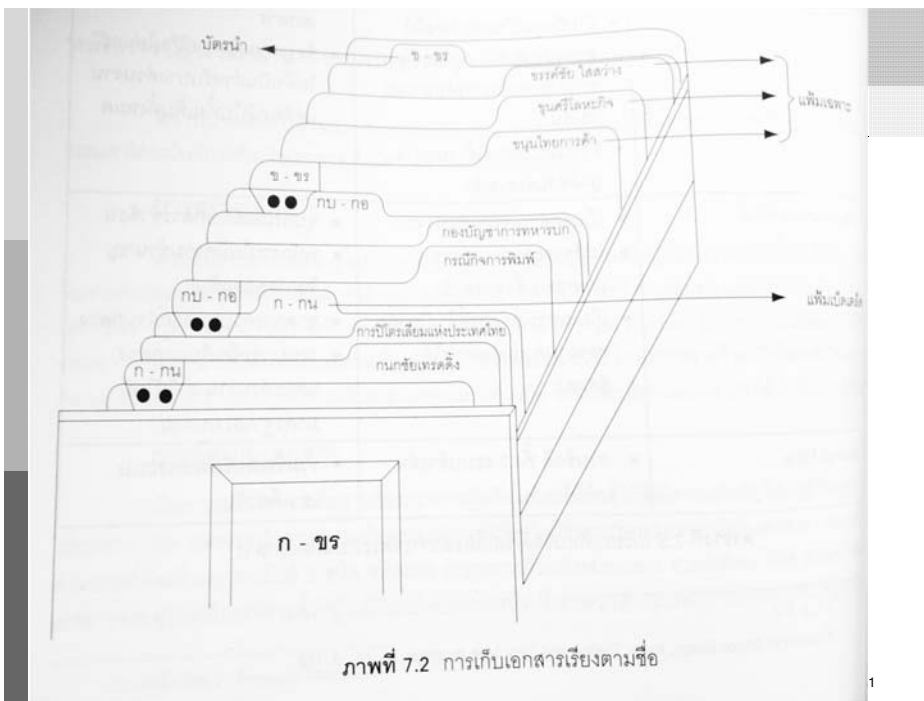 บัตรนำ
ข - ขร
ขรรค์ชัย ใสสว่าง
ขุนศรีโลหะกิจ
แฟ้มเฉพาะ
ขนุนไทยการค้า
ข - ขร
กบ - กอ
กองบัญชาการทหารบก
กรณีกิจการพิมพ์
กบ - กอ
ก - กน
แฟ้มเบ็ดเตล็ด
การปิโตรเลียมแห่งประเทศไทย
ก - กน
กนกชัยเทรดดิ้ง
ก - ขร
ภาพที่ 7.2 การเก็บเอกสารเรียงตามชื่อ
1